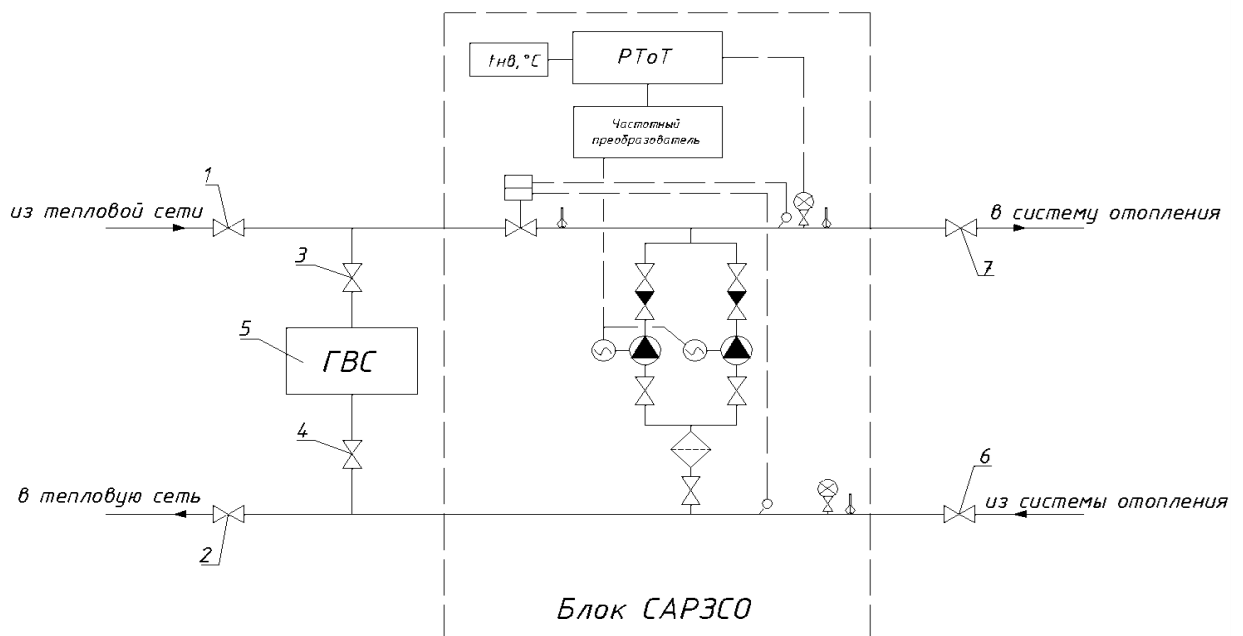 tнв,°C
РТоТ
Частотный
преобразователь
1
из тепловой сети
в систему отопления
3
7
5
ГВС
4
6
в тепловую сеть
из системы отопления
2
Блок САРЗСО